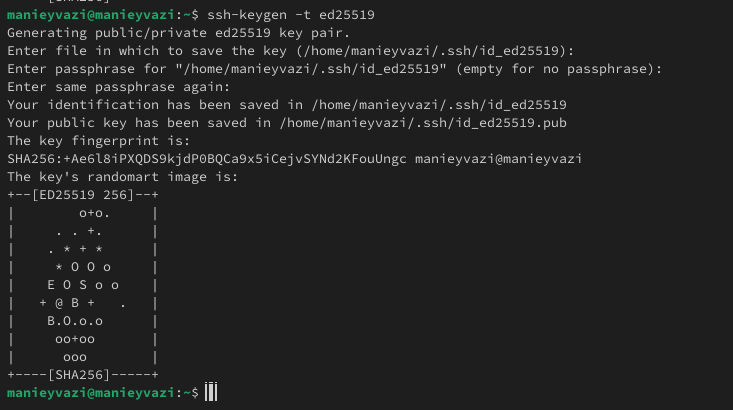 [SHA256]
manieyvazi@manieyvazi:~$ ssh-keygen -t ed25519
Generating public/private ed25519 key pair.
Enter file in which to save the key (/home/manieyvazi/.ssh/id_ed25519):
Enter passphrase for "/home/manieyvazi/.ssh/id_ed25519" (empty for no passphrase):
Enter same passphrase again:
Your identification has been saved in /home/manieyvazi/.ssh/id_ed25519
Your public key has been saved in /home/manieyvazi/.ssh/id_ed25519.pub
The key fingerprint is:
SHA256:+Ae6l8iPXQDS9kjdP0BQCa9x5iCejvSYNd2KFouUngc manieyvazi@manieyvazi
The key's randomart image is:
+--[ED25519 256]--+
|        o+o.     |
|     . . +.      |
|    . * + *      |
|     * O O o     |
|    E O S o o    |
|   + @ B +   .   |
|    B.O.o.o      |
|     oo+oo       |
|      ooo        |
+----[SHA256]-----+
manieyvazi@manieyvazi:~$